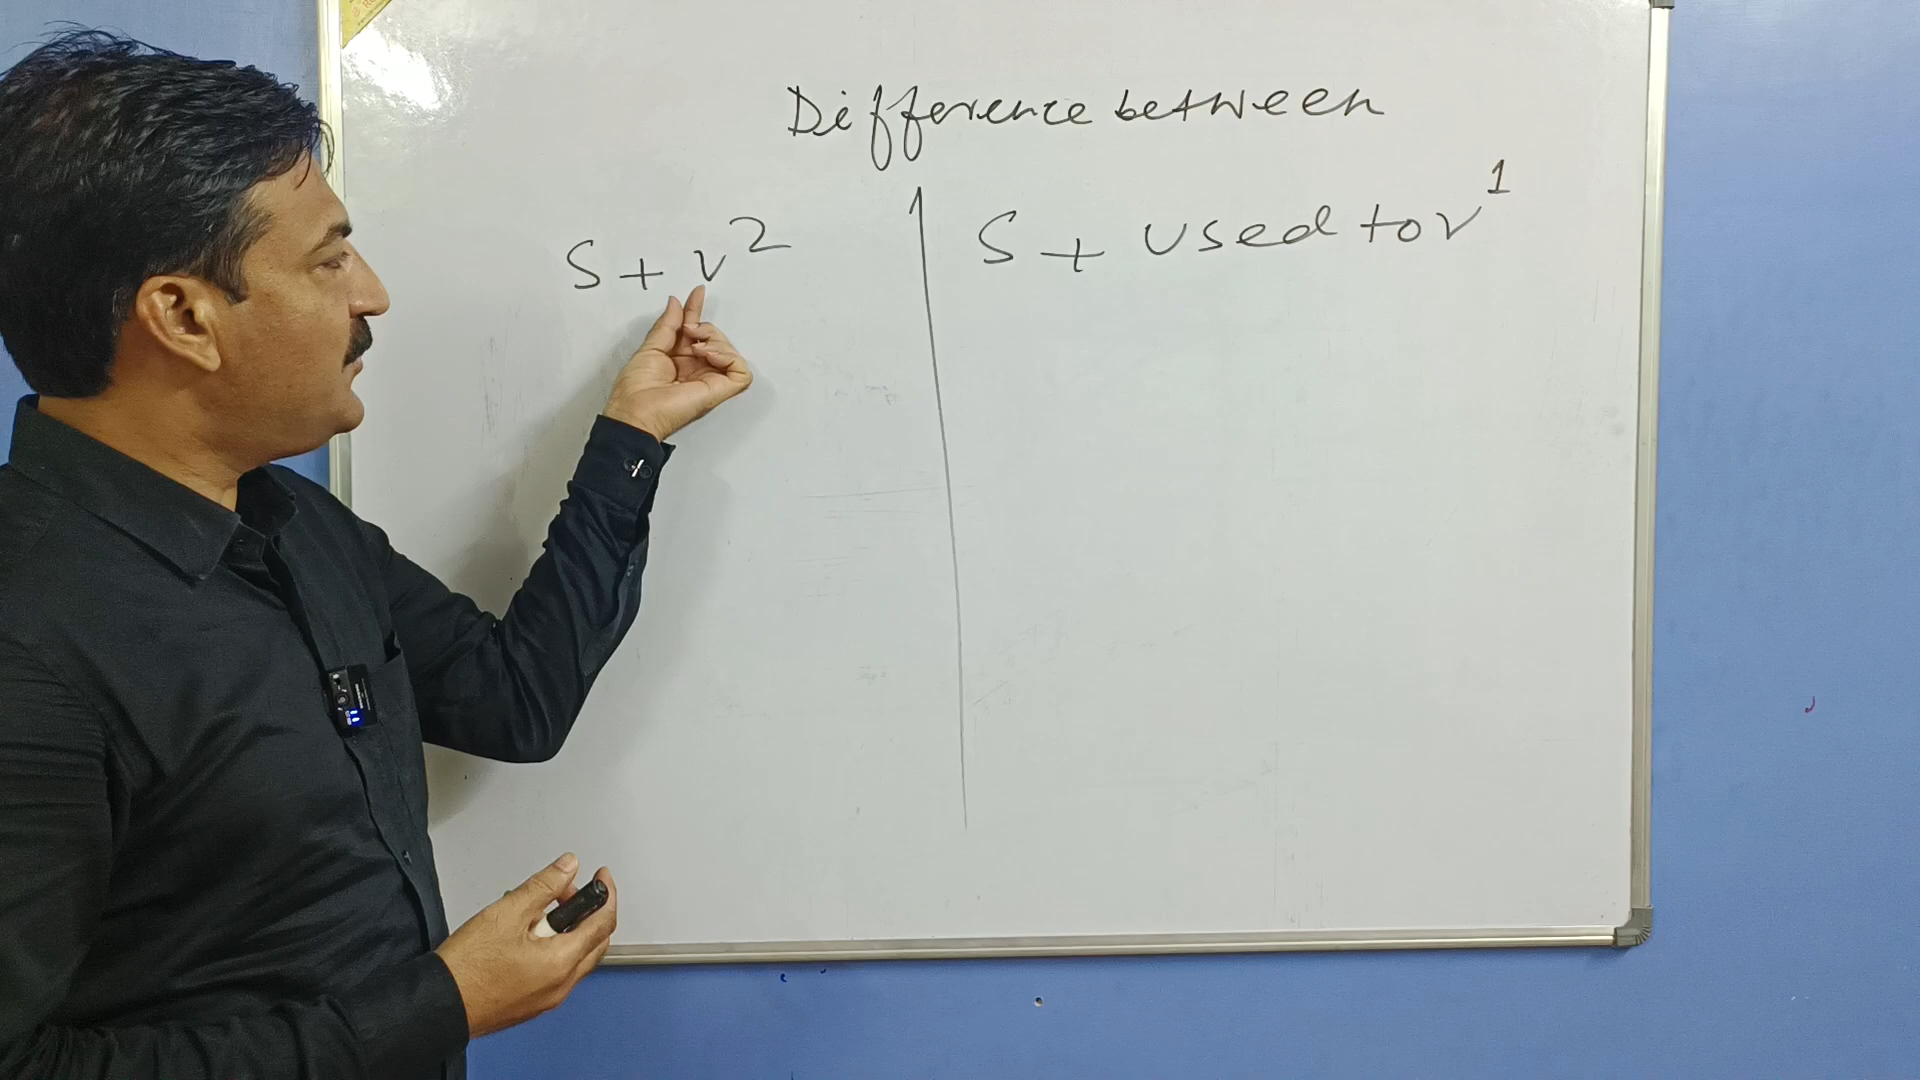 Difference between
S + v²
S + used to v¹